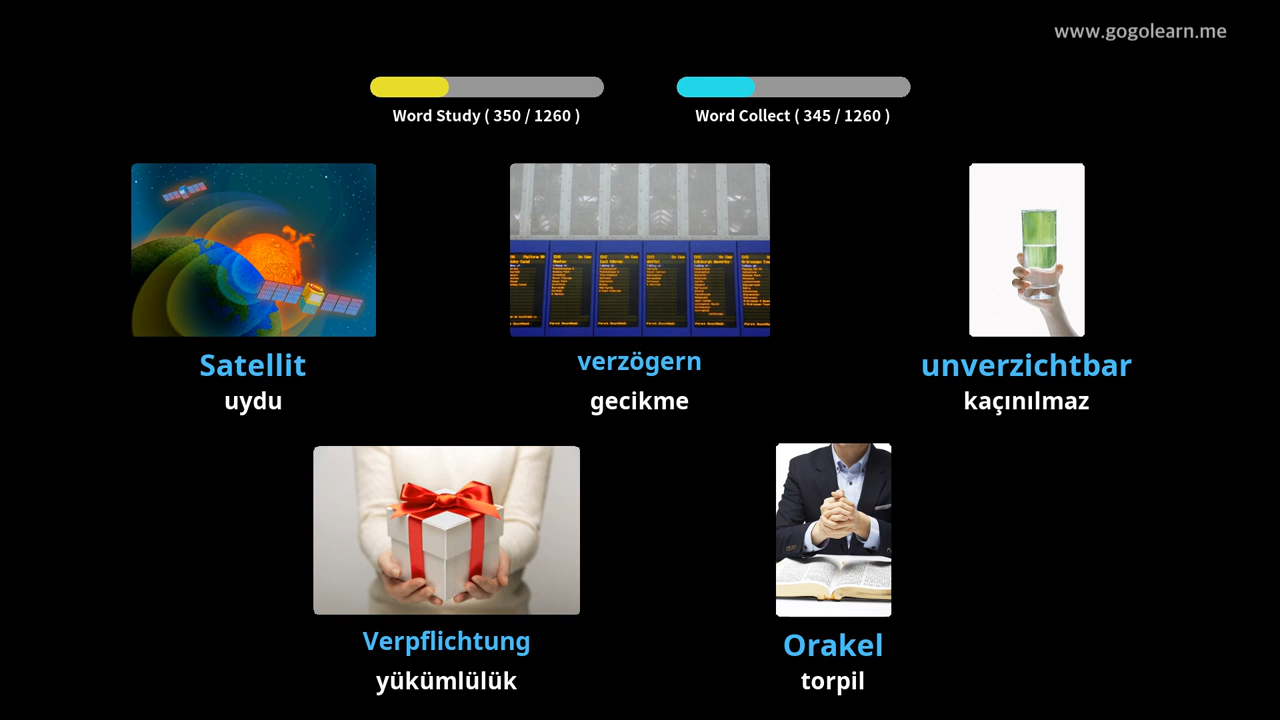 www.gogolearn.me
Word Study ( 350 / 1260 )
Word Collect ( 345 / 1260 )
Satellit
uydu
verzögern
gecikme
unverzichtbar
kaçınılmaz
Verpflichtung
yükümlülük
Orakel
torpil